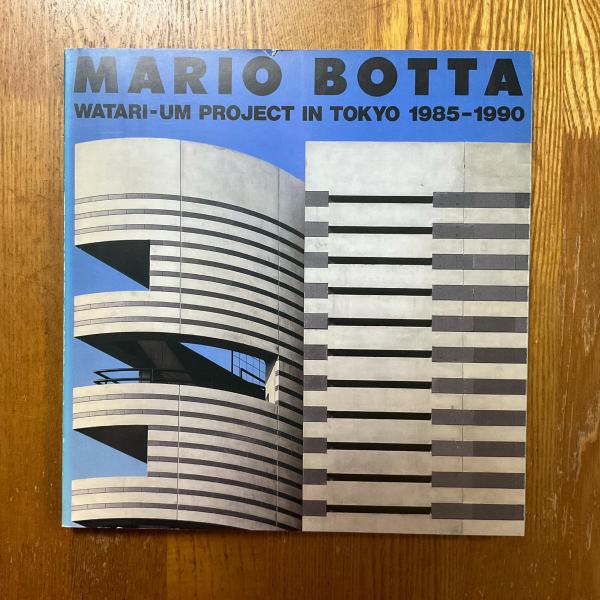 MARIO BOTTA
WATARI-UM PROJECT IN TOKYO 1985-1990